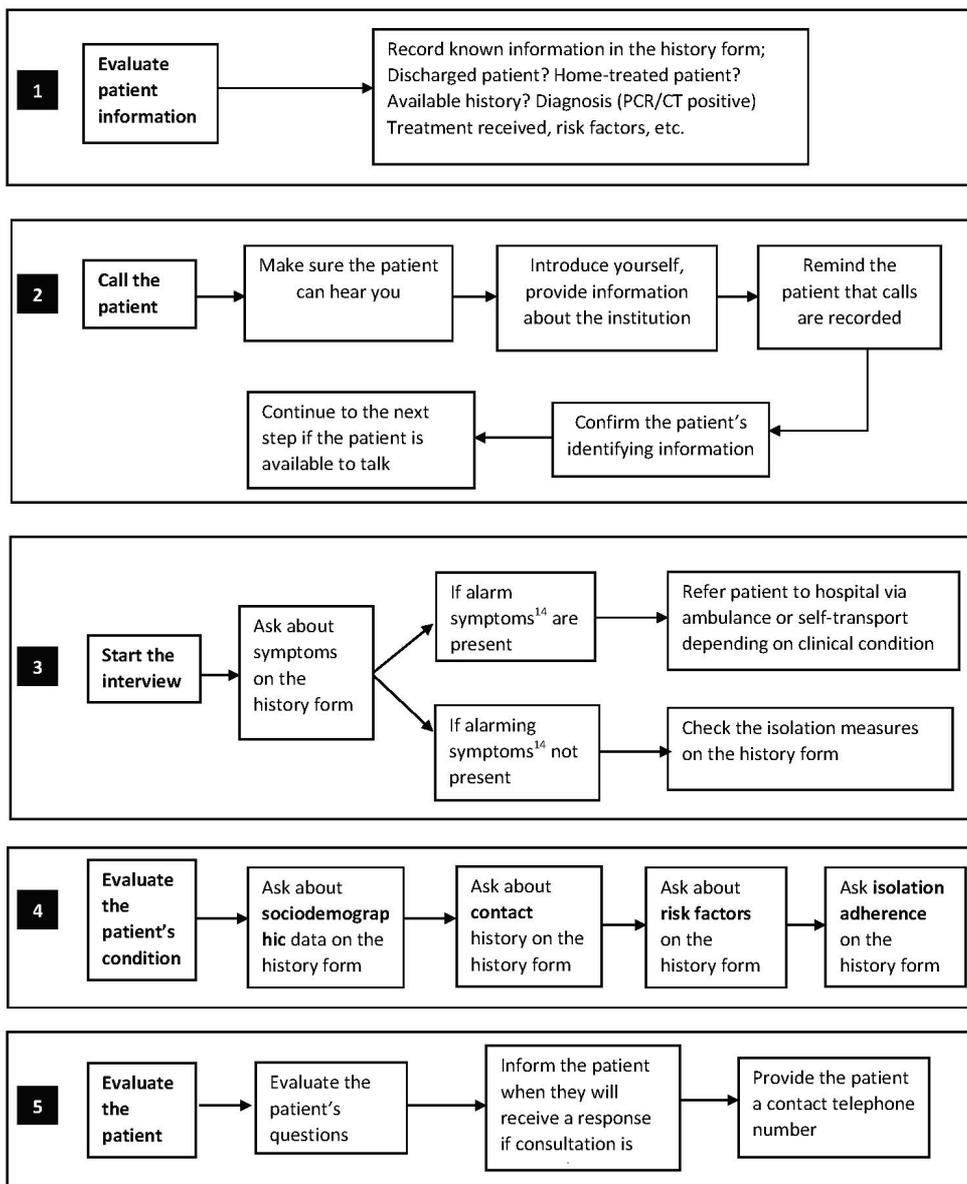 1
Evaluate
patient
information
Record known information in the history form;
Discharged patient? Home-treated patient?
Available history? Diagnosis (PCR/CT positive)
Treatment received, risk factors, etc.
2
Call the
patient
Make sure the patient
can hear you
Introduce yourself,
provide information
about the institution
Remind the
patient that calls
are recorded
Confirm the patient’s
identifying information
Continue to the next
step if the patient is
available to talk
3
Start the
interview
Ask about
symptoms
on the
history form
If alarm
symptoms¹⁴ are
present
Refer patient to hospital via
ambulance or self-transport
depending on clinical condition
If alarming
symptoms¹⁴ not
present
Check the isolation measures
on the history form
4
Evaluate
the
patient’s
condition
Ask about
sociodemograp
hic data on the
history form
Ask about
contact
history on the
history form
Ask about
risk factors
on the
history form
Ask isolation
adherence
on the
history form
5
Evaluate
the
patient
Evaluate the
patient’s
questions
Inform the patient
when they will
receive a response
if consultation is
Provide the patient
a contact telephone
number